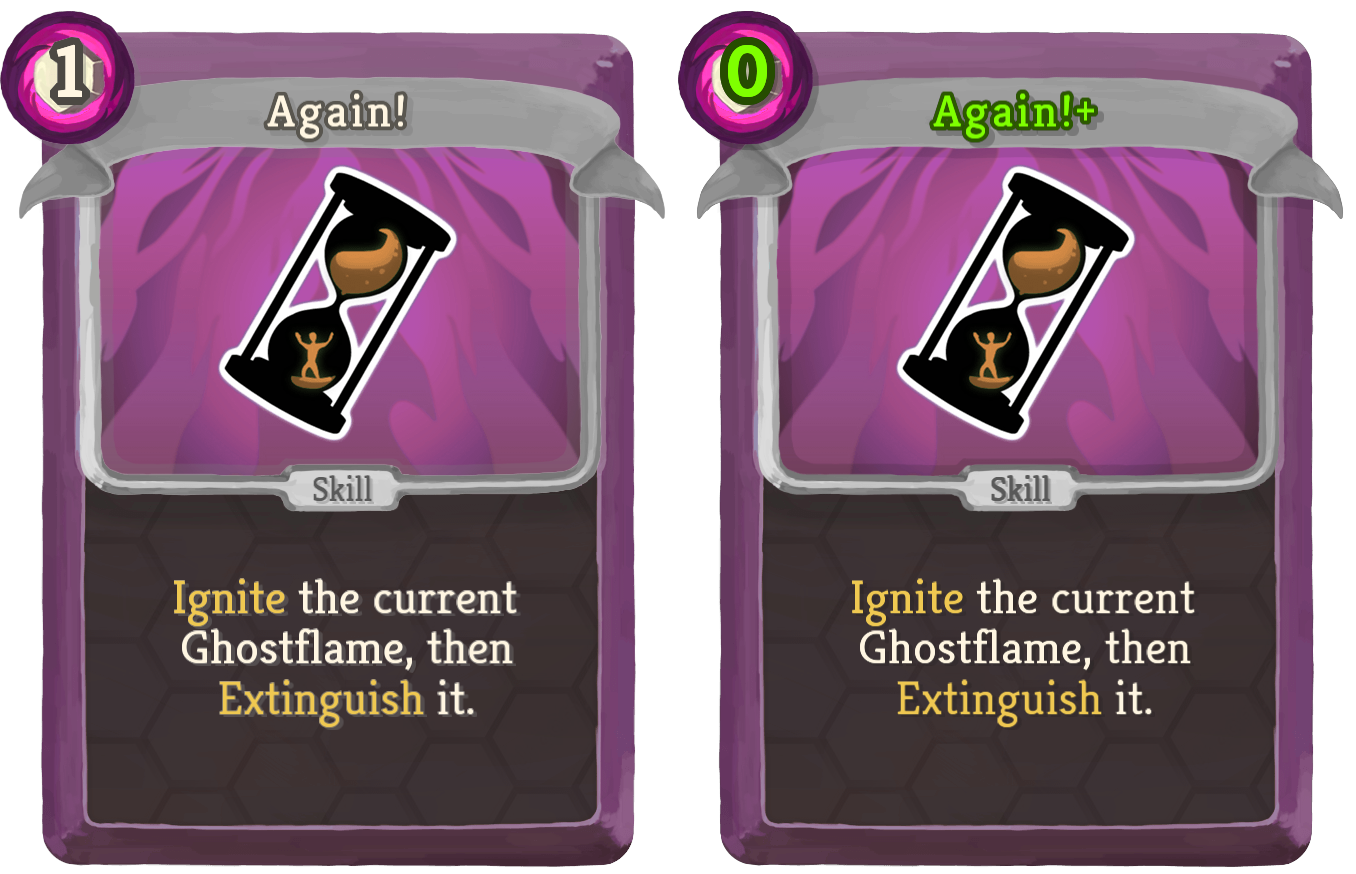 1
Again!
Skill
Ignite the current
Ghostflame, then
Extinguish it.
0
Again!+
Skill
Ignite the current
Ghostflame, then
Extinguish it.